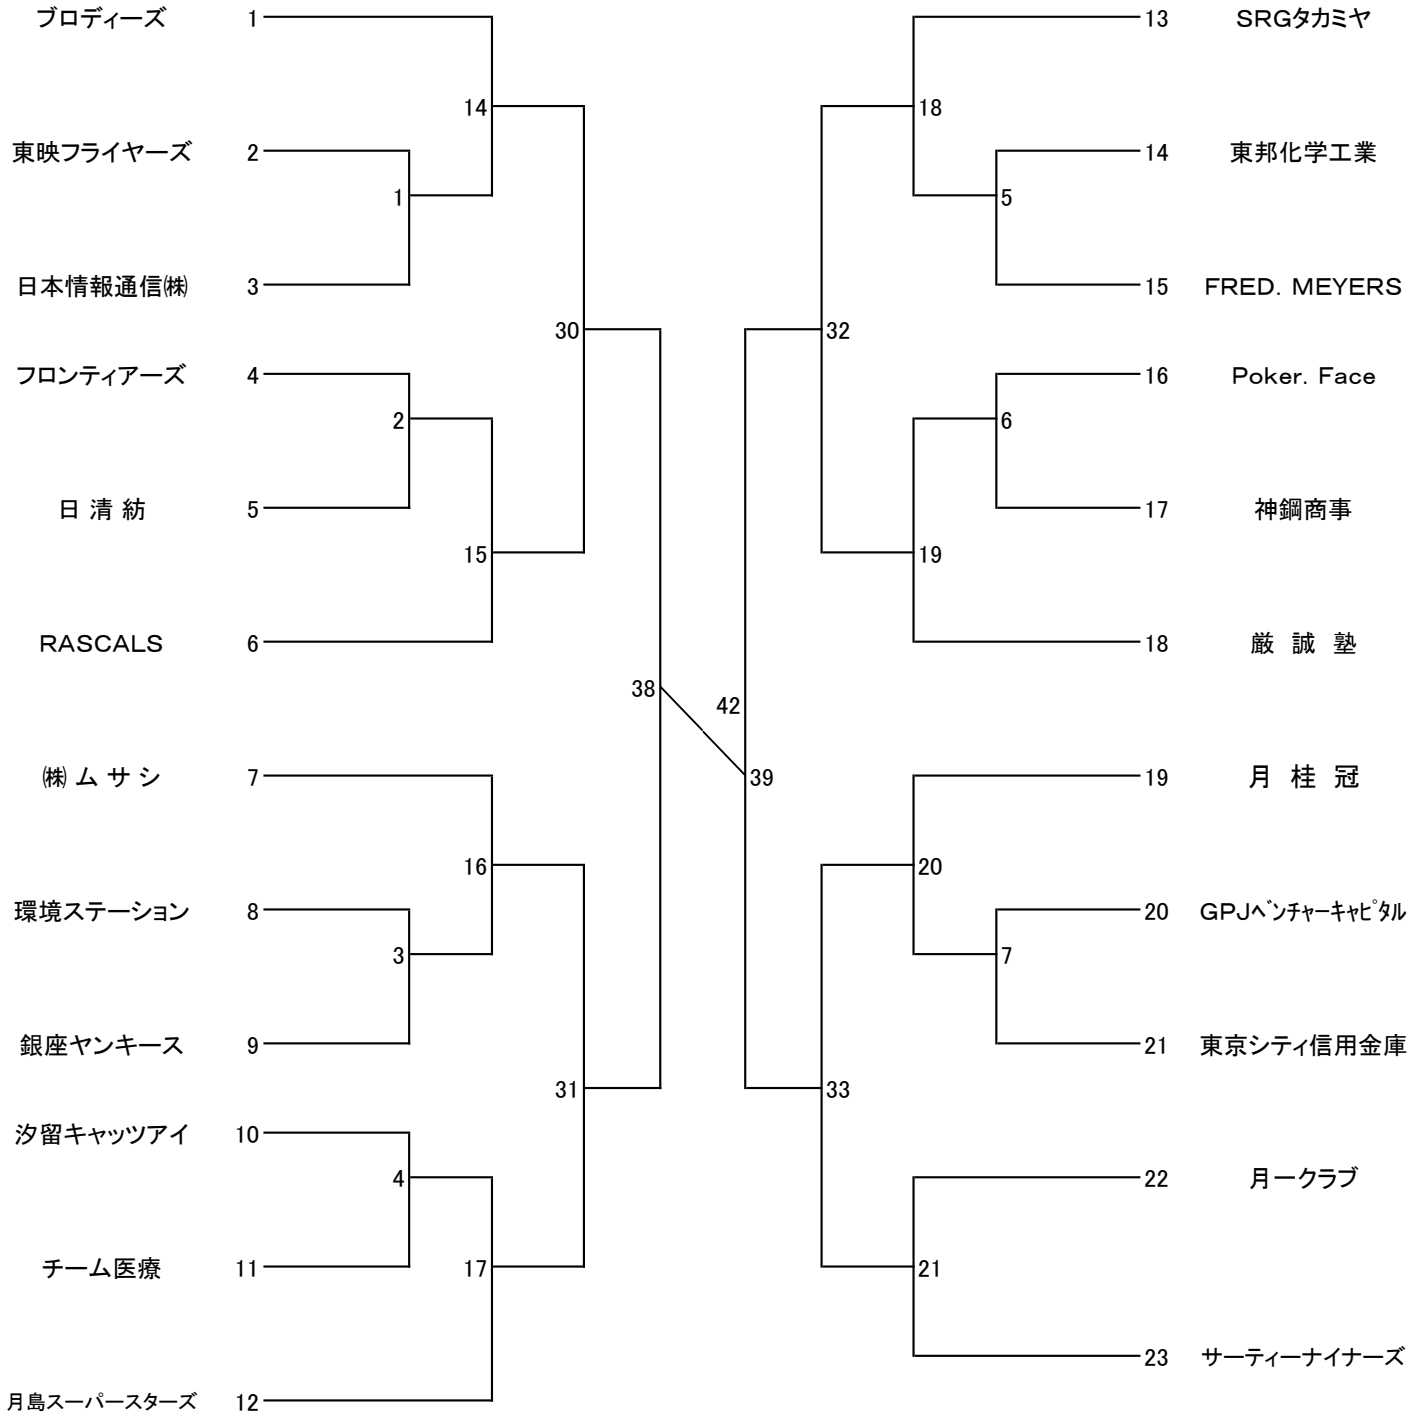 ブロディーズ 1
14
東映フライヤーズ 2
1
日本情報通信㈱ 3
30
フロンティアーズ 4
2
日 清 紡 5
15
RASCALS 6
38
㈱ ム サ シ 7
16
環境ステーション 8
3
銀座ヤンキース 9
31
汐留キャッツアイ 10
4
チーム医療 11
17
月島スーパースターズ 12
42
39
13 SRGタカミヤ
18
14 東邦化学工業
5
15 FRED. MEYERS
32
16 Poker. Face
6
17 神鋼商事
19
18 厳 誠 塾
19 月 桂 冠
20
20 GPJﾍﾞﾝﾁｬｰｷｬﾋﾟﾀﾙ
7
21 東京シティ信用金庫
33
22 月一クラブ
21
23 サーティーナイナーズ